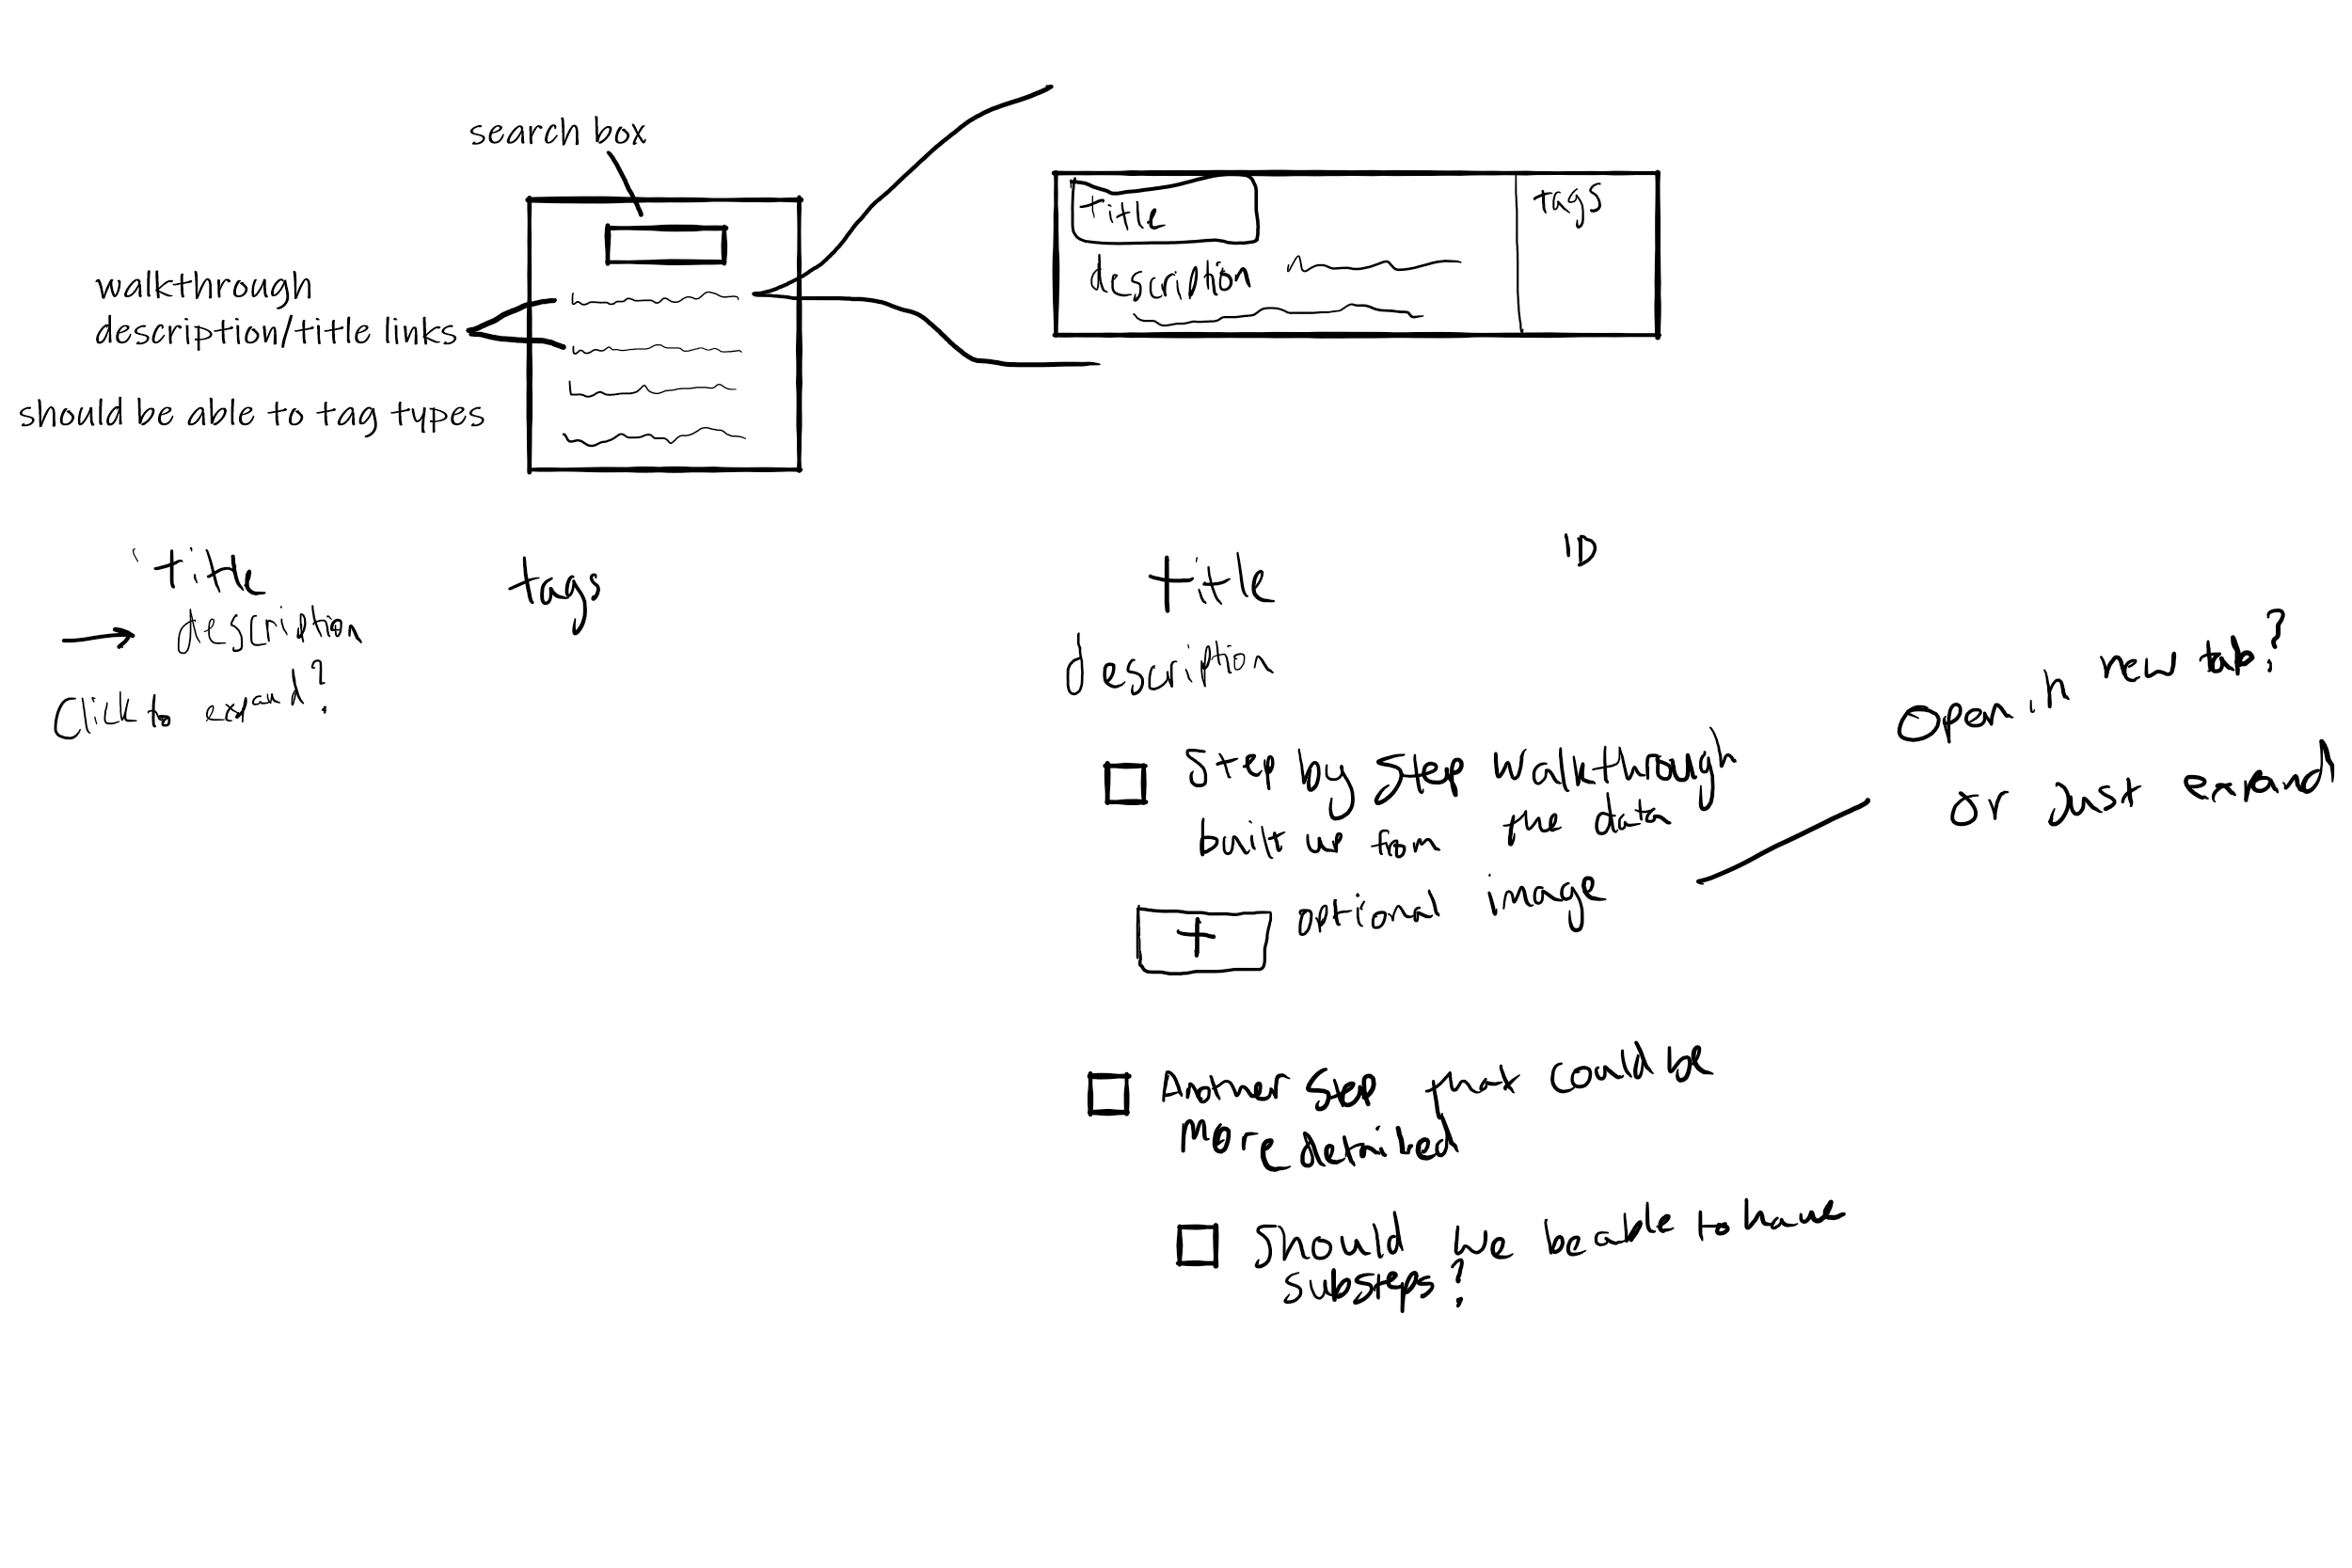 search box
walkthrough
description/title links
should be able to tag types
title
description
tags
title
description
Click to expand?
tags
title
ID
description
Step by step walkthrough
built up from the data
+ optional image
Open in new tab?
or Just expand
Another step that could be
more detailed
Should we be able to have
substeps?